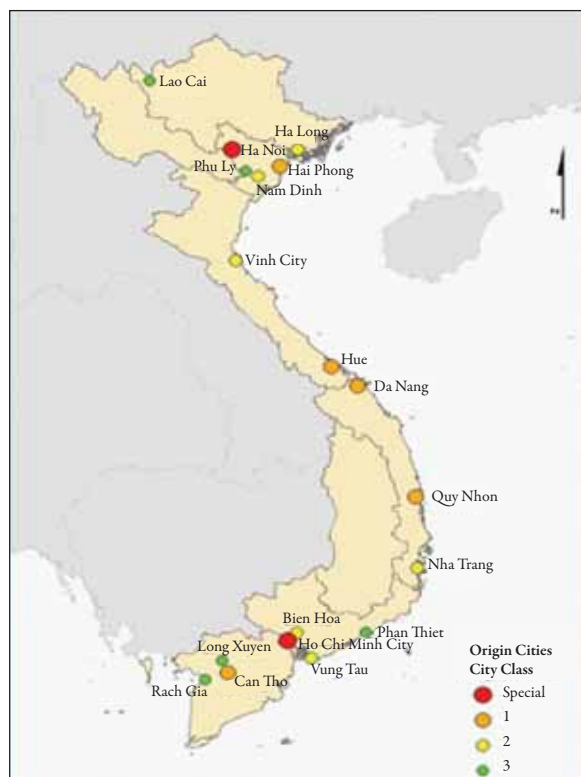 Lao Cai
Ha Long
Ha Noi
Phu Ly
Hai Phong
Nam Dinh
Vinh City
Hue
Da Nang
Quy Nhon
Nha Trang
Bien Hoa
Phan Thiet
Ho Chi Minh City
Long Xuyen
Vung Tau
Can Tho
Rach Gia
Origin Cities
City Class
Special
1
2
3